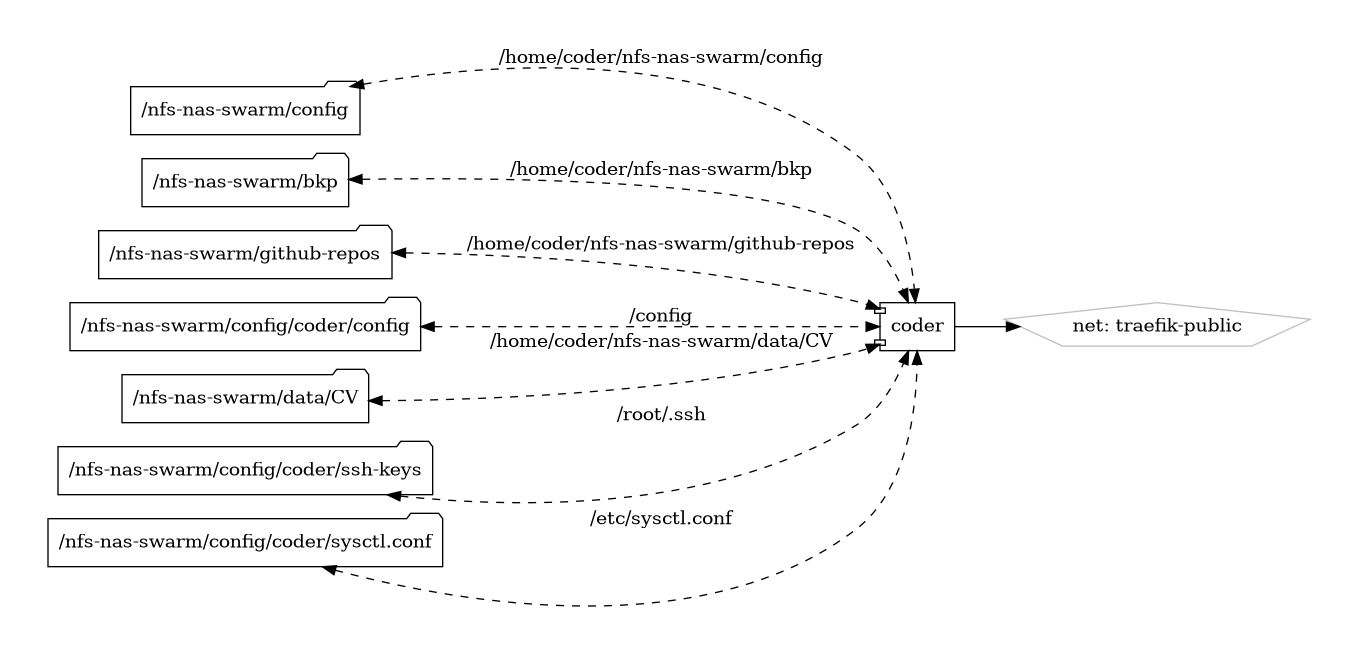 /home/coder/nfs-nas-swarm/config
/nfs-nas-swarm/config
/home/coder/nfs-nas-swarm/bkp
/nfs-nas-swarm/bkp
/home/coder/nfs-nas-swarm/github-repos
/nfs-nas-swarm/github-repos
/config
/nfs-nas-swarm/config/coder/config
coder
net: traefik-public
/home/coder/nfs-nas-swarm/data/CV
/nfs-nas-swarm/data/CV
/root/.ssh
/nfs-nas-swarm/config/coder/ssh-keys
/etc/sysctl.conf
/nfs-nas-swarm/config/coder/sysctl.conf